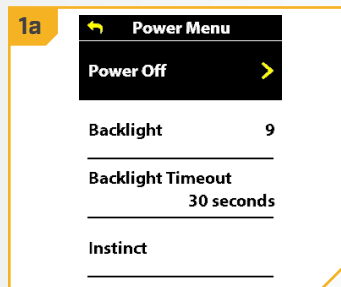 1a
Power Menu
Power Off
Backlight 9
Backlight Timeout
30 seconds
Instinct